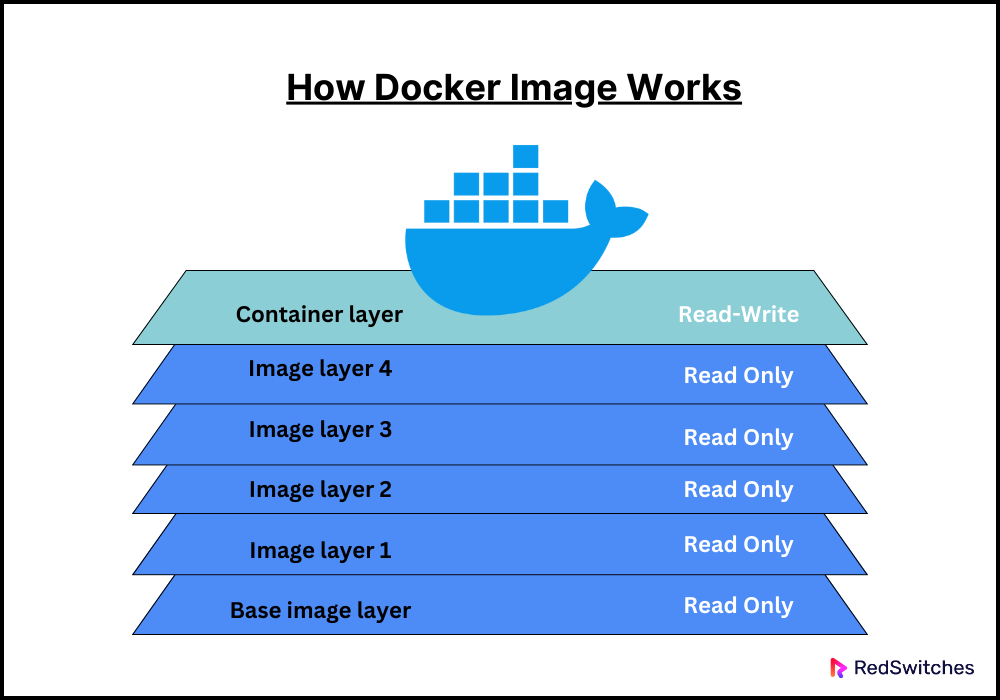 How Docker Image Works
Container layer Read-Write
Image layer 4 Read Only
Image layer 3 Read Only
Image layer 2 Read Only
Image layer 1 Read Only
Base image layer Read Only
RedSwitches